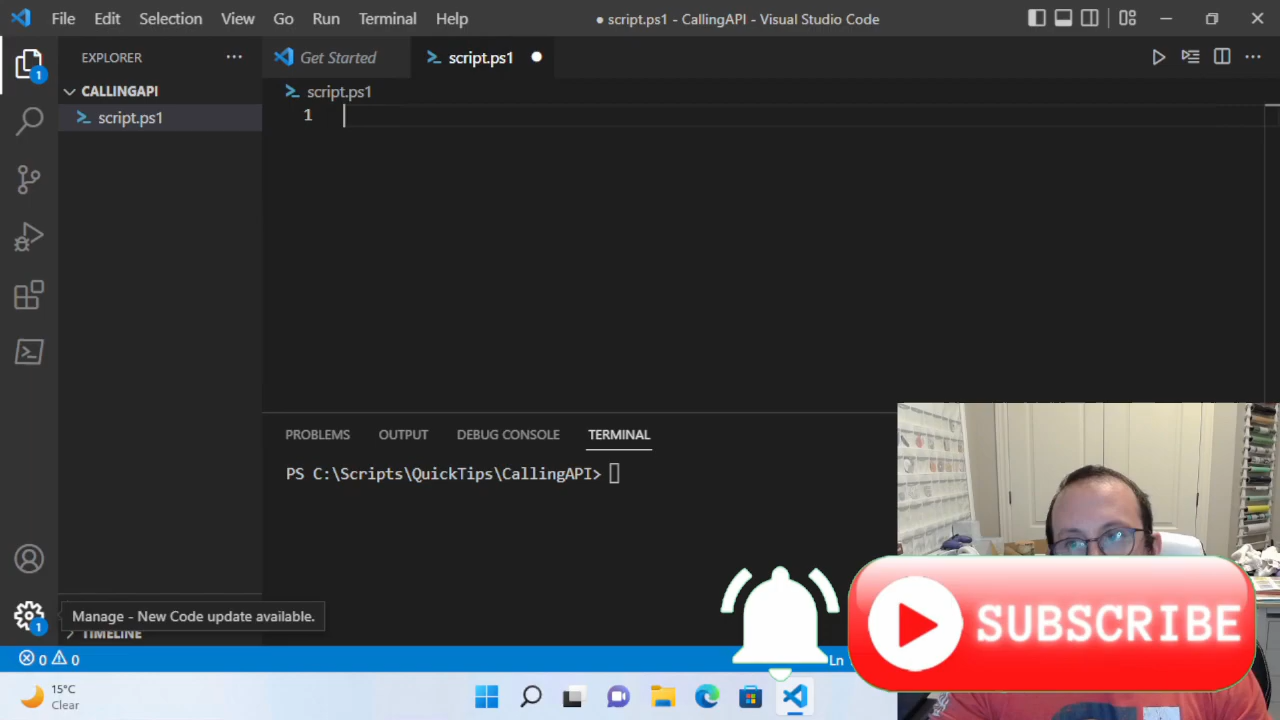 File Edit Selection View Go Run Terminal Help
● script.ps1 - CallingAPI - Visual Studio Code
EXPLORER
Get Started
script.ps1
CALLINGAPI
script.ps1
script.ps1
1
1
PROBLEMS OUTPUT DEBUG CONSOLE TERMINAL
PS C:\Scripts\QuickTips\CallingAPI>
Manage - New Code update available.
1
TIMELINE
0 0
Ln
SUBSCRIBE
15°C
Clear